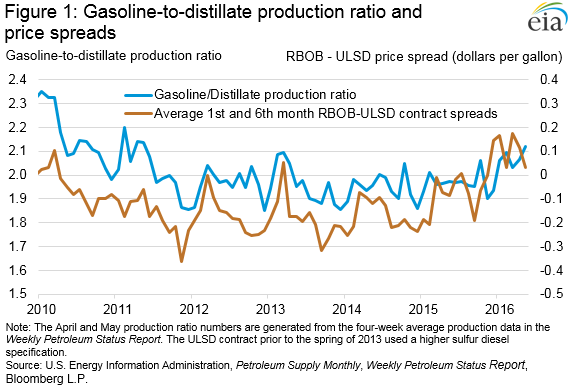 Figure 1: Gasoline-to-distillate production ratio and
price spreads
eia
Gasoline-to-distillate production ratio
RBOB - ULSD price spread (dollars per gallon)
2.4
2.3
2.2
2.1
2.0
1.9
1.8
1.7
1.6
1.5
Gasoline/Distillate production ratio
Average 1st and 6th month RBOB-ULSD contract spreads
0.4
0.3
0.2
0.1
0
-0.1
-0.2
-0.3
-0.4
-0.5
2010 2011 2012 2013 2014 2015 2016
Note: The April and May production ratio numbers are generated from the four-week average production data in the
Weekly Petroleum Status Report. The ULSD contract prior to the spring of 2013 used a higher sulfur diesel
specification.
Source: U.S. Energy Information Administration, Petroleum Supply Monthly, Weekly Petroleum Status Report,
Bloomberg L.P.